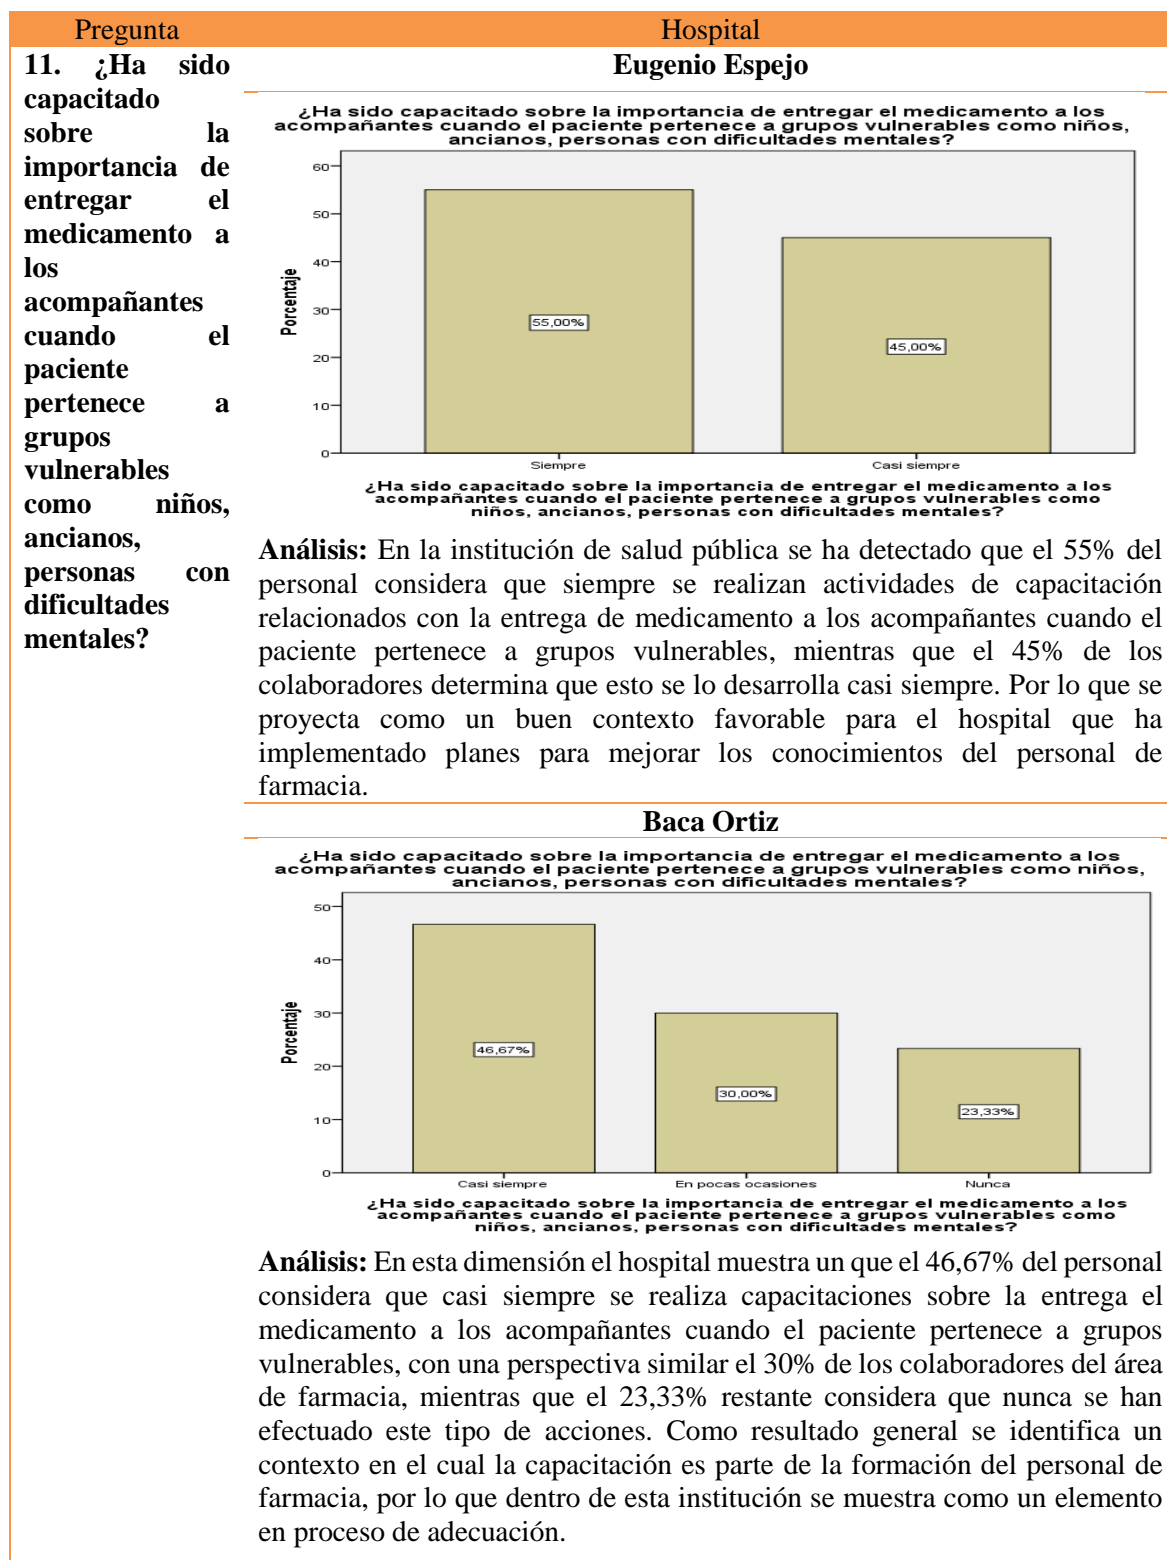 Pregunta
Hospital
11. ¿Ha sido
capacitado
sobre la
importancia de
entregar el
medicamento a
los
acompañantes
cuando el
paciente
pertenece a
grupos
vulnerables
como niños,
ancianos,
personas con
dificultades
mentales?
Eugenio Espejo
¿Ha sido capacitado sobre la importancia de entregar el medicamento a los
acompañantes cuando el paciente pertenece a grupos vulnerables como niños,
ancianos, personas con dificultades mentales?
Porcentaje
60
50
40
30
20
10
0
55,00%
45,00%
Siempre
Casi siempre
¿Ha sido capacitado sobre la importancia de entregar el medicamento a los
acompañantes cuando el paciente pertenece a grupos vulnerables como
niños, ancianos, personas con dificultades mentales?
Análisis: En la institución de salud pública se ha detectado que el 55% del
personal considera que siempre se realizan actividades de capacitación
relacionados con la entrega de medicamento a los acompañantes cuando el
paciente pertenece a grupos vulnerables, mientras que el 45% de los
colaboradores determina que esto se lo desarrolla casi siempre. Por lo que se
proyecta como un buen contexto favorable para el hospital que ha
implementado planes para mejorar los conocimientos del personal de
farmacia.
Baca Ortiz
¿Ha sido capacitado sobre la importancia de entregar el medicamento a los
acompañantes cuando el paciente pertenece a grupos vulnerables como niños,
ancianos, personas con dificultades mentales?
Porcentaje
50
40
30
20
10
0
46,67%
30,00%
23,33%
Casi siempre
En pocas ocasiones
Nunca
¿Ha sido capacitado sobre la importancia de entregar el medicamento a los
acompañantes cuando el paciente pertenece a grupos vulnerables como
niños, ancianos, personas con dificultades mentales?
Análisis: En esta dimensión el hospital muestra un que el 46,67% del personal
considera que casi siempre se realiza capacitaciones sobre la entrega el
medicamento a los acompañantes cuando el paciente pertenece a grupos
vulnerables, con una perspectiva similar el 30% de los colaboradores del área
de farmacia, mientras que el 23,33% restante considera que nunca se han
efectuado este tipo de acciones. Como resultado general se identifica un
contexto en el cual la capacitación es parte de la formación del personal de
farmacia, por lo que dentro de esta institución se muestra como un elemento
en proceso de adecuación.